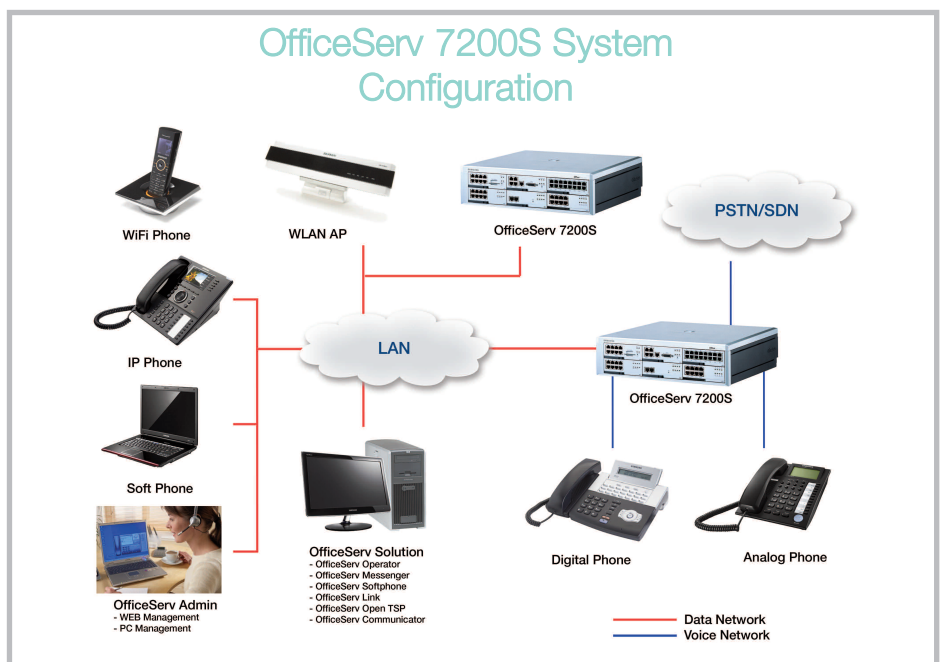 OfficeServ 7200S System
Configuration
WiFi Phone
WLAN AP
OfficeServ 7200S
PSTN/SDN
IP Phone
LAN
OfficeServ 7200S
Soft Phone
OfficeServ Admin
- WEB Management
- PC Management
OfficeServ Solution
- OfficeServ Operator
- OfficeServ Messenger
- OfficeServ Softphone
- OfficeServ Link
- OfficeServ Open TSP
- OfficeServ Communicator
Digital Phone
Analog Phone
Data Network
Voice Network